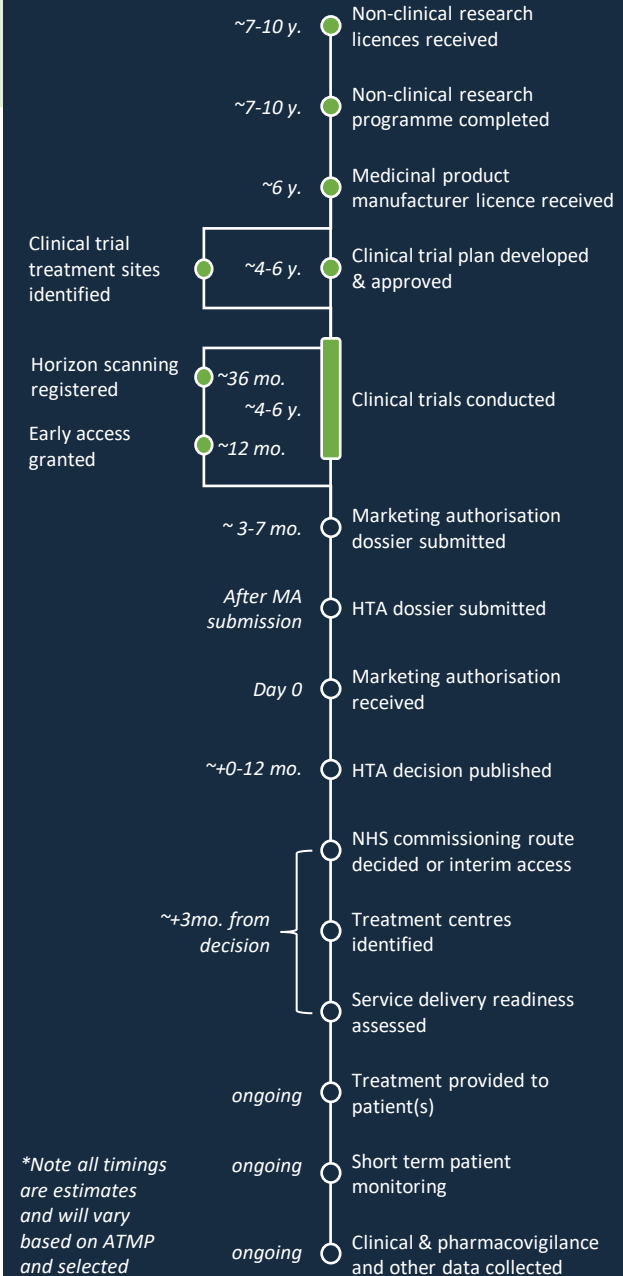 ~7-10 y.
Non-clinical research
licences received
~7-10 y.
Non-clinical research
programme completed
~6 y.
Medicinal product
manufacturer licence received
Clinical trial
treatment sites
identified
~4-6 y.
Clinical trial plan developed
& approved
Horizon scanning
registered
~36 mo.
~4-6 y.
Clinical trials conducted
Early access
granted
~12 mo.
~ 3-7 mo.
Marketing authorisation
dossier submitted
After MA
submission
HTA dossier submitted
Day 0
Marketing authorisation
received
~+0-12 mo.
HTA decision published
NHS commissioning route
decided or interim access
~+3mo. from
decision
Treatment centres
identified
Service delivery readiness
assessed
ongoing
Treatment provided to
patient(s)
ongoing
Short term patient
monitoring
ongoing
Clinical & pharmacovigilance
and other data collected
*Note all timings
are estimates
and will vary
based on ATMP
and selected